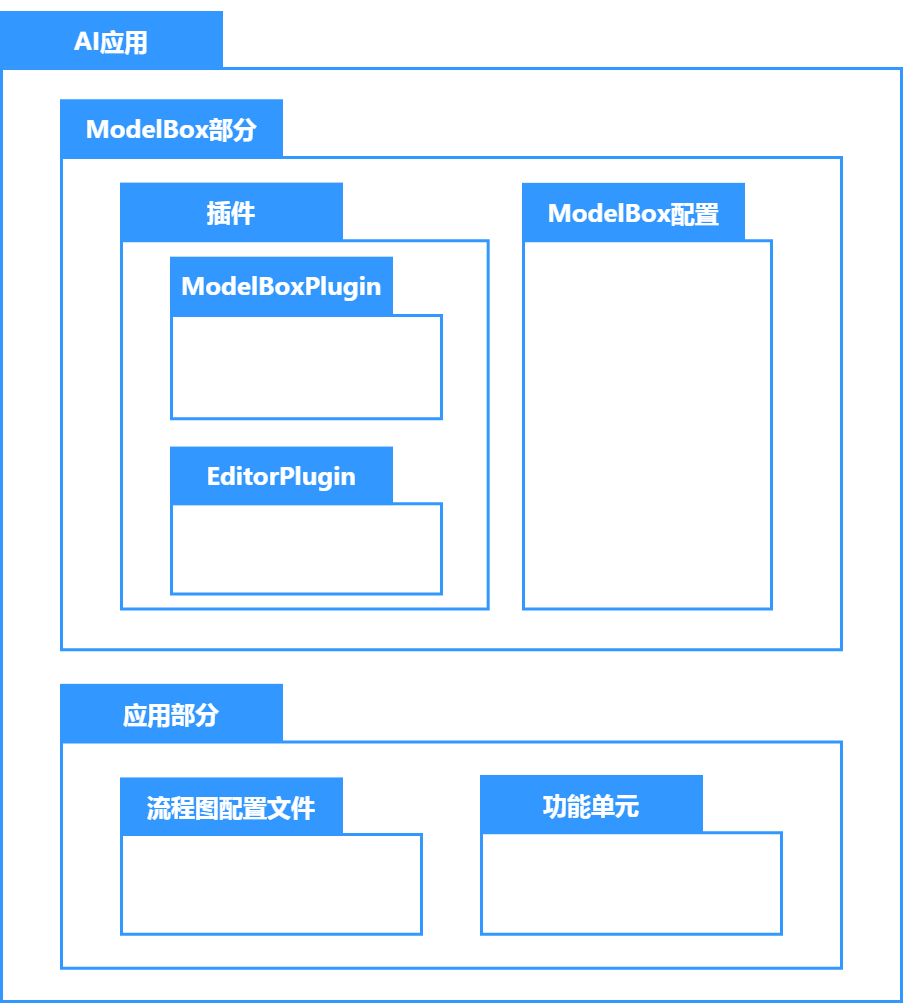 AI应用
ModelBox部分
插件
ModelBox配置
ModelBoxPlugin
EditorPlugin
应用部分
流程图配置文件
功能单元